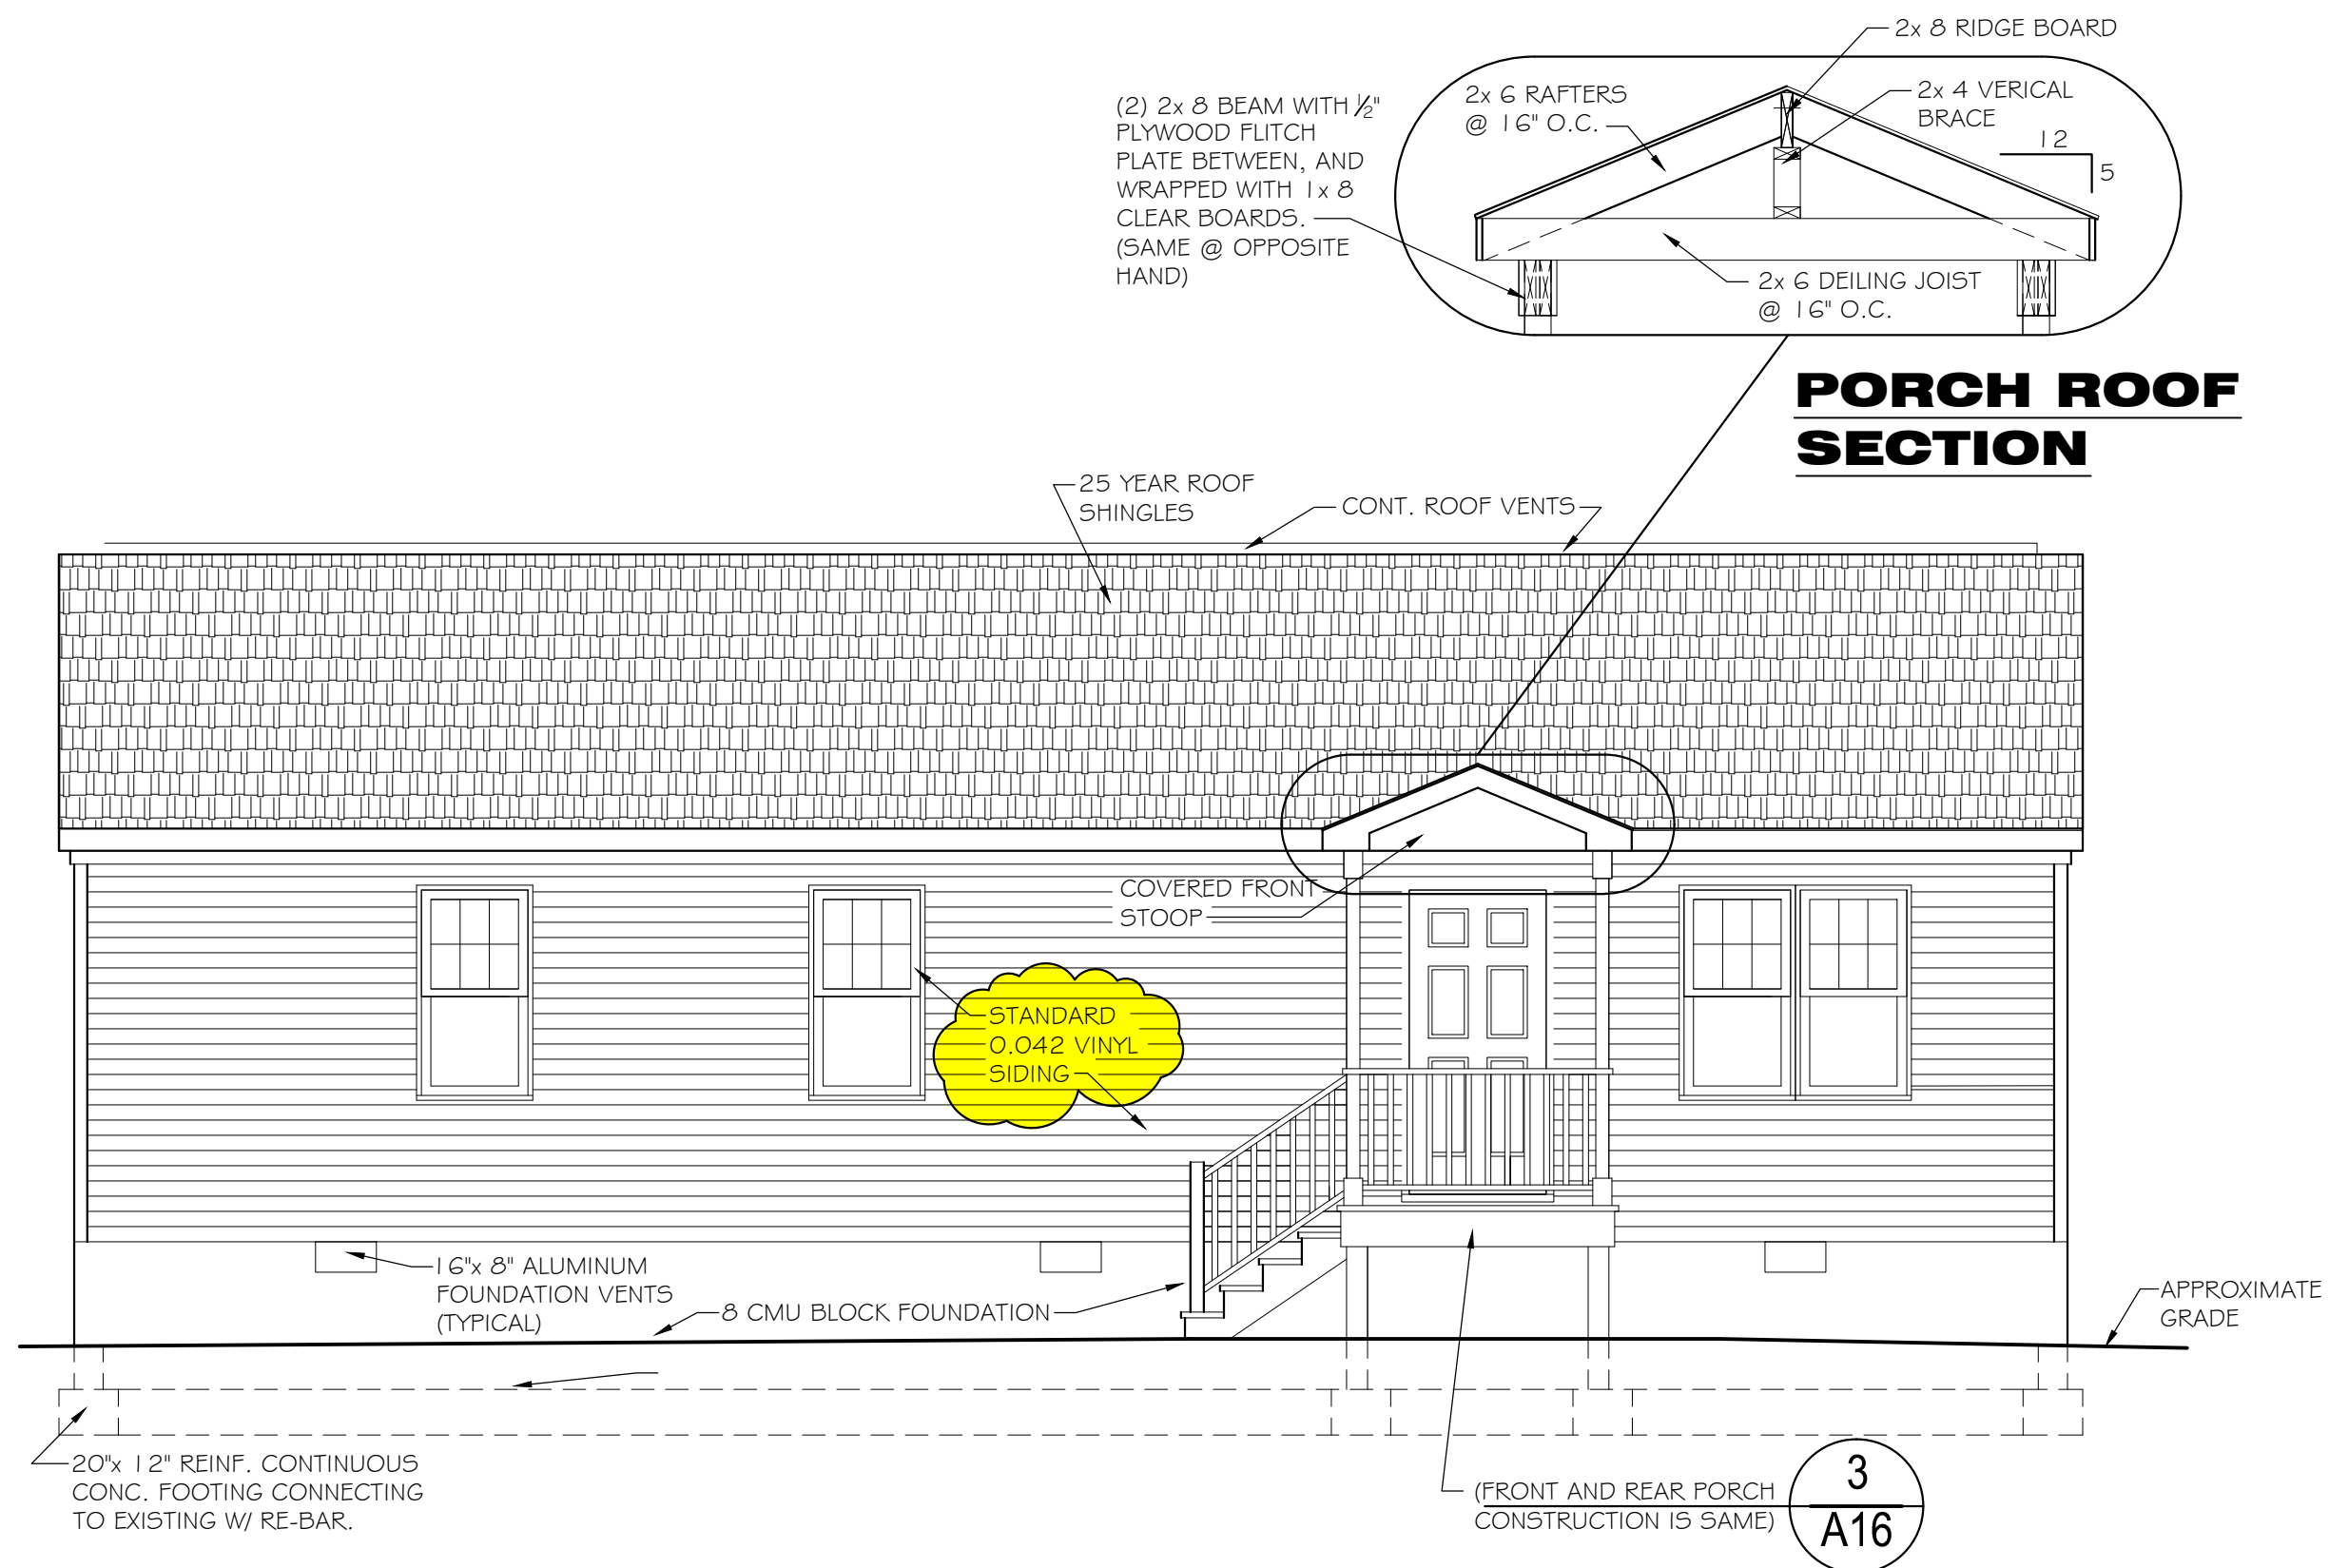 2x 8 RIDGE BOARD
(2) 2x 8 BEAM WITH 1/2"
PLYWOOD FLITCH
PLATE BETWEEN, AND
WRAPPED WITH 1x 8
CLEAR BOARDS.
(SAME @ OPPOSITE
HAND)
2x 6 RAFTERS
@ 16" O.C.
2x 4 VERICAL
BRACE
12
5
2x 6 DEILING JOIST
@ 16" O.C.
PORCH ROOF
SECTION
25 YEAR ROOF
SHINGLES
CONT. ROOF VENTS
COVERED FRONT
STOOP
STANDARD
0.042 VINYL
SIDING
16"x 8" ALUMINUM
FOUNDATION VENTS
(TYPICAL)
8 CMU BLOCK FOUNDATION
APPROXIMATE
GRADE
20"x 12" REINF. CONTINUOUS
CONC. FOOTING CONNECTING
TO EXISTING W/ RE-BAR.
(FRONT AND REAR PORCH
CONSTRUCTION IS SAME)
3
A16